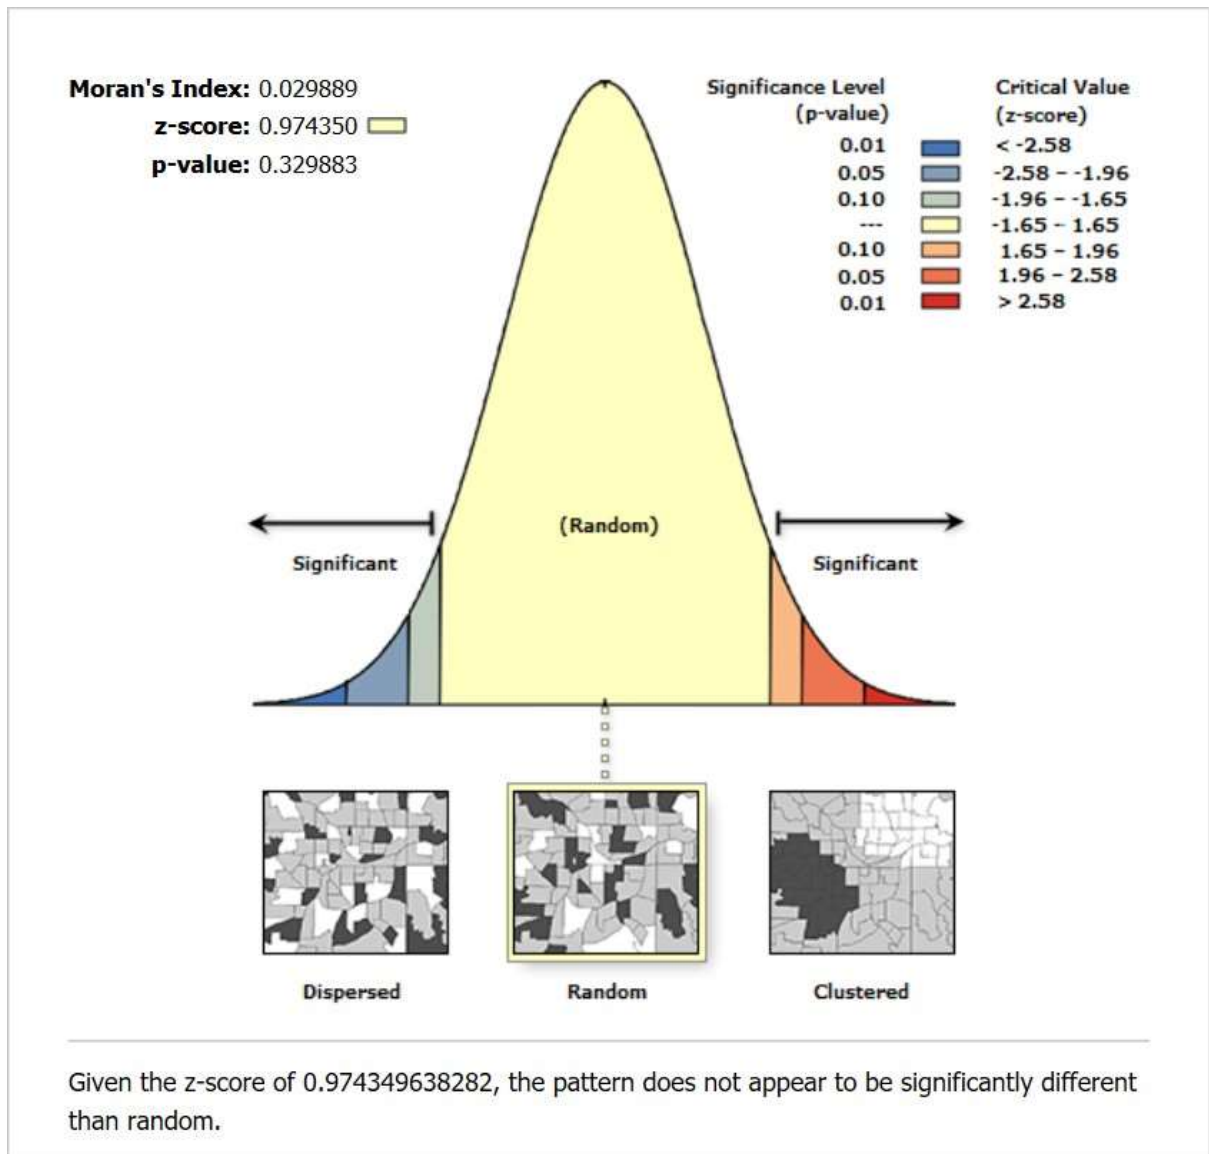 Moran's Index: 0.029889
z-score: 0.974350
p-value: 0.329883
Significance Level
(p-value)
Critical Value
(z-score)
0.01 < -2.58
0.05 -2.58 – -1.96
0.10 -1.96 – -1.65
--- -1.65 – 1.65
0.10 1.65 – 1.96
0.05 1.96 – 2.58
0.01 > 2.58
(Random)
Significant
Significant
Dispersed
Random
Clustered
Given the z-score of 0.974349638282, the pattern does not appear to be significantly different
than random.